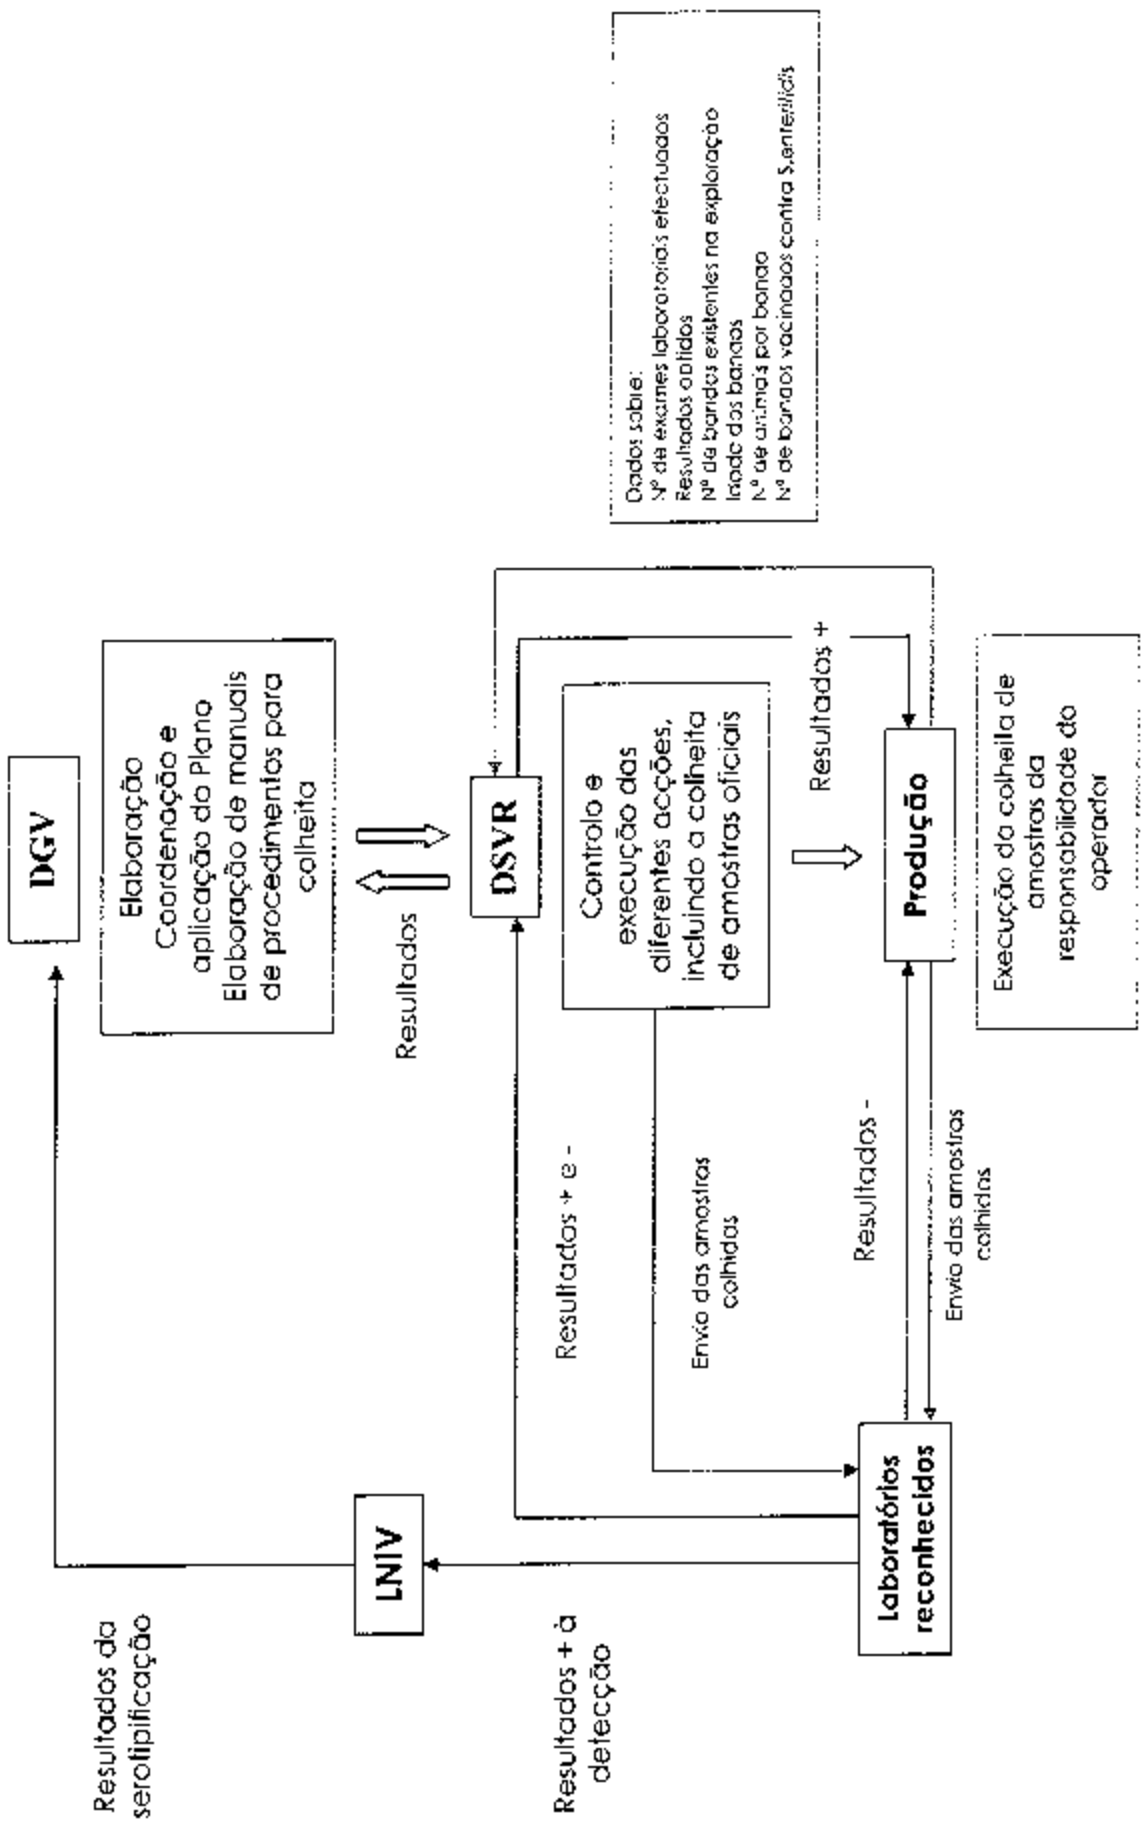 DGV
Elaboração
Coordenação e
aplicação do Plano
Elaboração de manuais
de procedimentos para
colheita
Resultados da
serotipificação
Resultados
LNIV
DSVR
Resultados + e -
Resultados + à
detecção
Controlo e
execução das
diferentes acções,
incluindo a colheita
de amostras oficiais
Envio das amostras
colhidas
Dados sobre:
Nº de exames laboratoriais efectuados
Resultados obtidos
Nº de bandos existentes na exploração
Idade dos bandos
Nº de animais por bando
Nº de bandos vacinados contra S.enteritidis
Resultados +
Resultados -
Laboratórios
reconhecidos
Produção
Envio das amostras
colhidas
Execução da colheita de
amostras da
responsabilidade do
operador